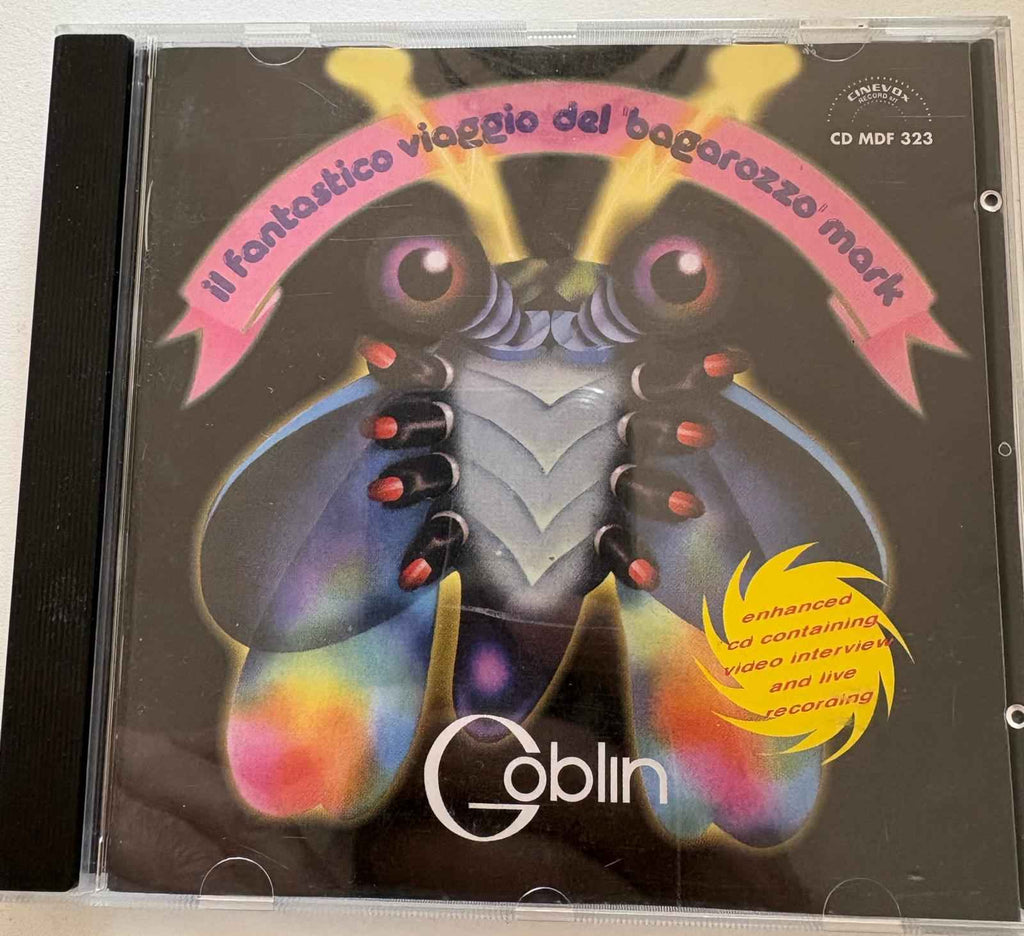 il fantastico viaggio del "bagarozzo" mark
CINEVOX
RECORD
CD MDF 323
enhanced
cd containing
video interview
and live
recording
Goblin